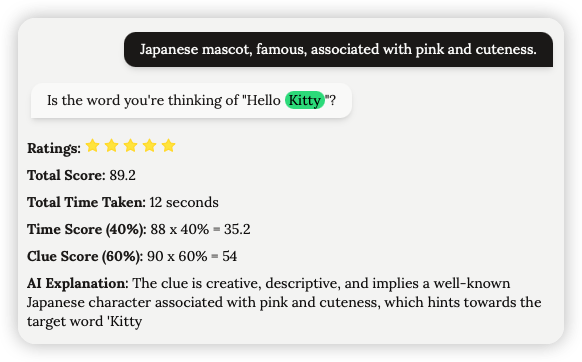 Japanese mascot, famous, associated with pink and cuteness.
Is the word you're thinking of "Hello Kitty"?
Ratings:
Total Score: 89.2
Total Time Taken: 12 seconds
Time Score (40%): 88 x 40% = 35.2
Clue Score (60%): 90 x 60% = 54
AI Explanation: The clue is creative, descriptive, and implies a well-known
Japanese character associated with pink and cuteness, which hints towards the
target word 'Kitty